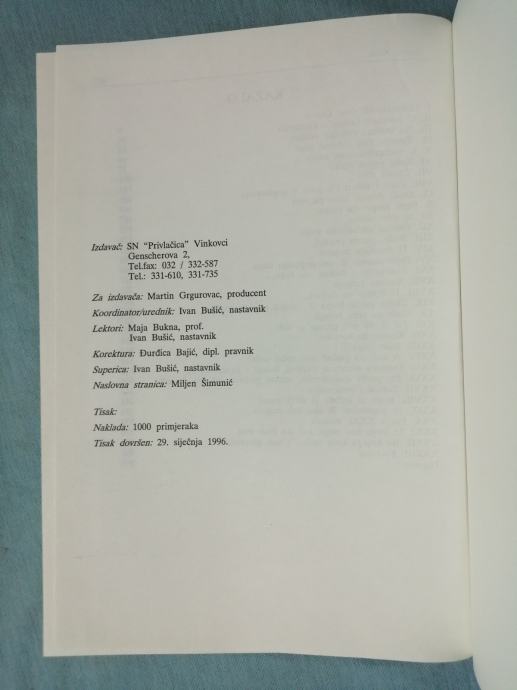 Izdavač: SN "Privlačica" Vinkovci
Genscherova 2,
Tel.fax: 032 / 332-587
Tel.: 331-610, 331-735
Za izdavača: Martin Grgurovac, producent
Koordinator/urednik: Ivan Bušić, nastavnik
Lektori: Maja Bukna, prof.
Ivan Bušić, nastavnik
Korektura: Đurđica Bajić, dipl. pravnik
Superica: Ivan Bušić, nastavnik
Naslovna stranica: Miljen Šimunić
Tisak:
Naklada: 1000 primjeraka
Tisak dovršen: 29. siječnja 1996.